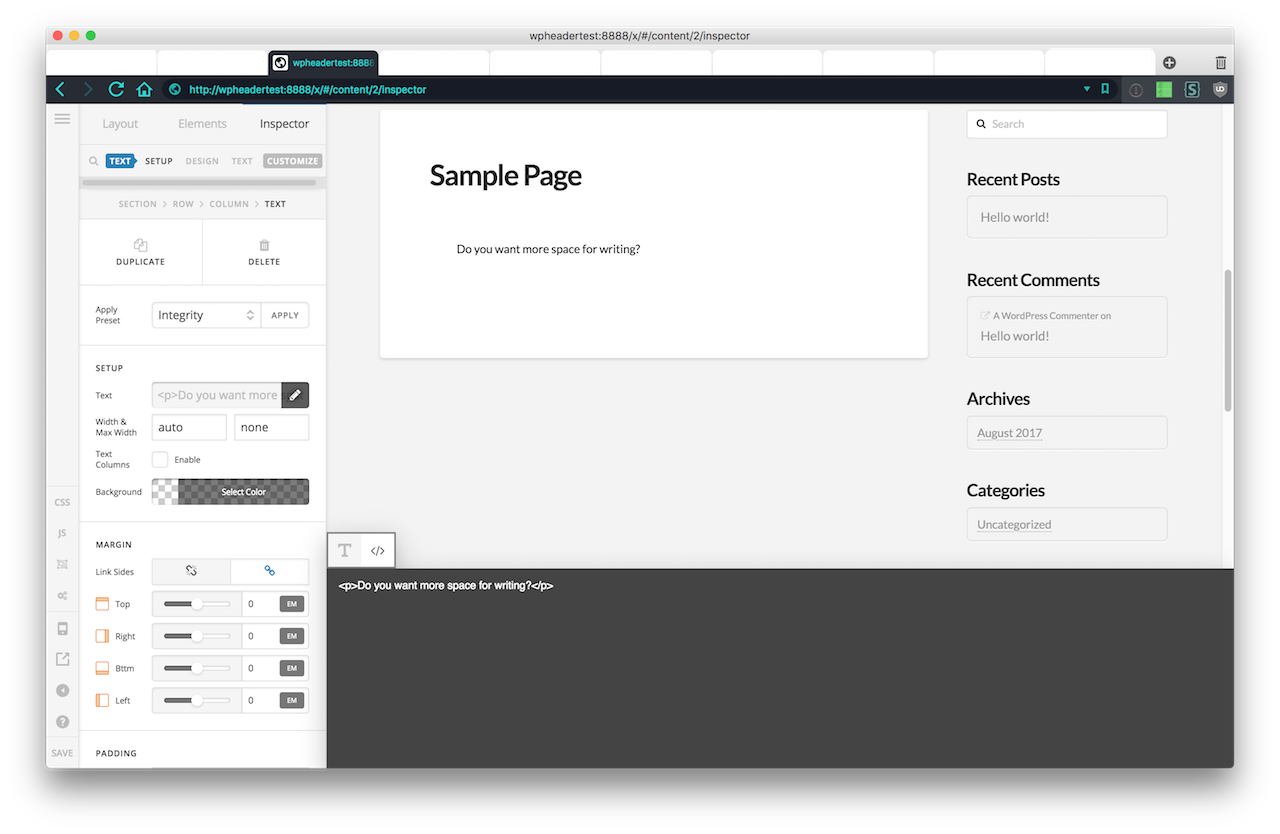 wpheadertest:8888/x/#/content/2/inspector
wpheadertest:8888
http://wpheadertest:8888/x/#/content/2/inspector
Layout Elements Inspector
TEXT SETUP DESIGN TEXT CUSTOMIZE
SECTION > ROW > COLUMN > TEXT
DUPLICATE DELETE
Apply Preset Integrity APPLY
SETUP
Text <p>Do you want more
Width & Max Width auto none
Text Columns Enable
Background Select Color
MARGIN
Link Sides
Top 0 EM
Right 0 EM
Bttm 0 EM
Left 0 EM
PADDING
CSS
JS
SAVE
Sample Page
Do you want more space for writing?
Search
Recent Posts
Hello world!
Recent Comments
A WordPress Commenter on
Hello world!
Archives
August 2017
Categories
Uncategorized
T </>
<p>Do you want more space for writing?</p>